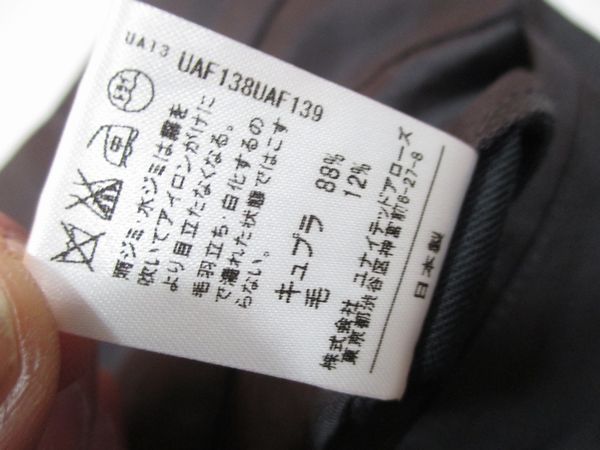 UA13
UAF138UAF139
雨ジミ・水ジミは霧を
吹いてアイロンがけに
より目立たなくなる。
毛羽立ち・白化するの
で濡れた状態ではこす
らない。
キュプラ 88%
毛 12%
株式会社 ユナイテッドアローズ
東京都渋谷区神宮前6-27-8
日本製